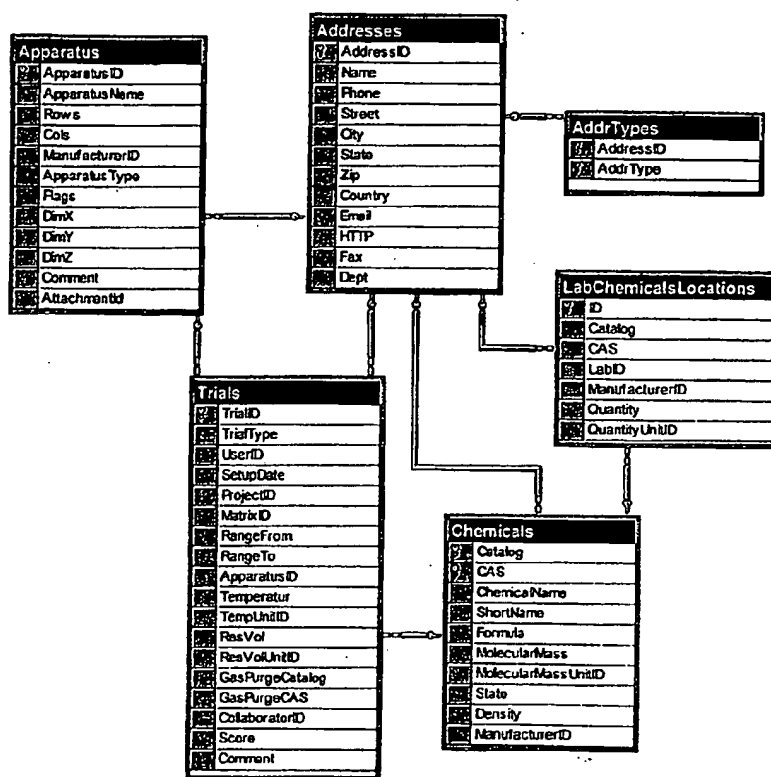 Apparatus
ApparatusID
ApparatusName
Rows
Cols
ManufacturerID
ApparatusType
Flags
DimX
DimY
DimZ
Comment
AttachmentId
Addresses
AddressID
Name
Phone
Street
City
State
Zip
Country
Email
HTTP
Fax
Dept
AddrTypes
AddressID
AddrType
LabChemicalsLocations
ID
Catalog
CAS
LabID
ManufacturerID
Quantity
QuantityUnitID
Trials
TrialID
TrialType
UserID
SetupDate
ProjectID
MatrixID
RangeFrom
RangeTo
ApparatusID
Temperatur
TempUnitID
ResVol
ResVolUnitID
GasPurgeCatalog
GasPurgeCAS
CollaboratorID
Score
Comment
Chemicals
Catalog
CAS
ChemicalName
ShortName
Formula
MolecularMass
MolecularMassUnitID
State
Density
ManufacturerID